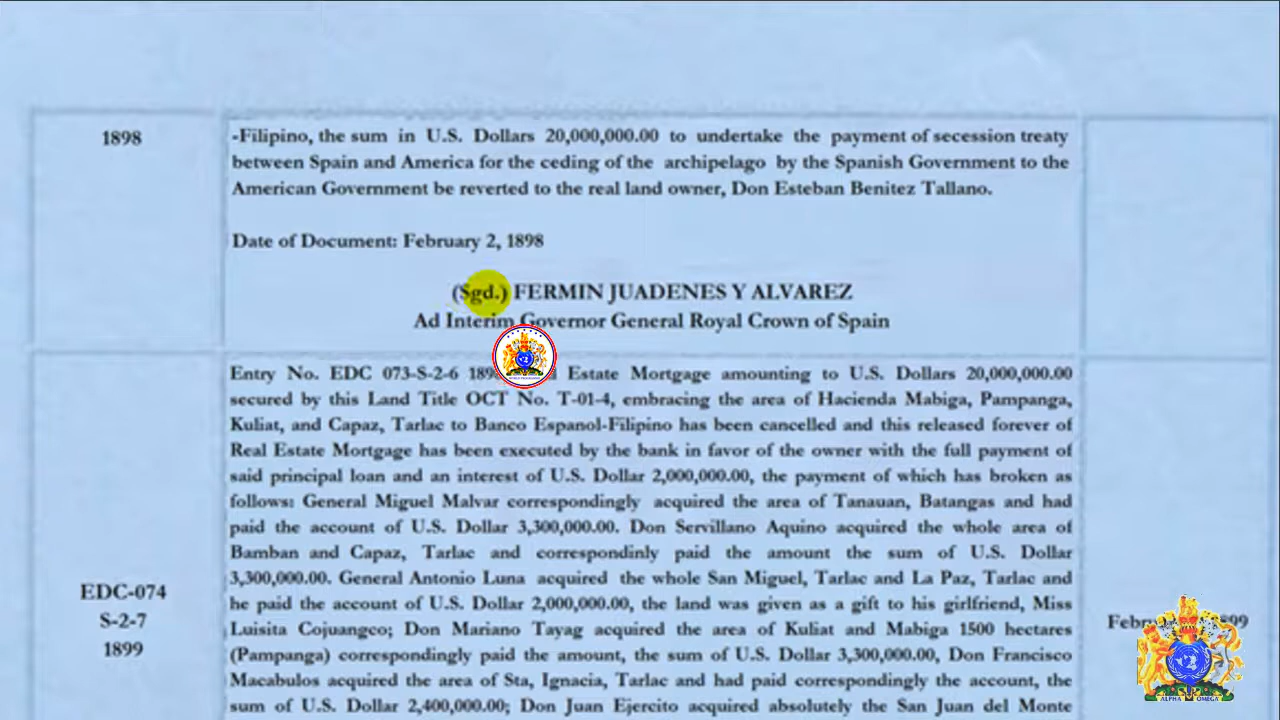 1898
-Filipino, the sum in U.S. Dollars 20,000,000.00 to undertake the payment of secession treaty
between Spain and America for the ceding of the archipelago by the Spanish Government to the
American Government be reverted to the real land owner, Don Esteban Benitez Tallano.
Date of Document: February 2, 1898
(Sgd.) FERMIN JUADENES Y ALVAREZ
Ad Interim Governor General Royal Crown of Spain
EDC-074
S-2-7
1899
Entry No. EDC 073-S-2-6 Estate Mortgage amounting to U.S. Dollars 20,000,000.00
secured by this Land Title OCT No. T-01-4, embracing the area of Hacienda Mabiga, Pampanga,
Kuliat, and Capaz, Tarlac to Banco Espanol-Filipino has been cancelled and this released forever of
Real Estate Mortgage has been executed by the bank in favor of the owner with the full payment of
said principal loan and an interest of U.S. Dollar 2,000,000.00, the payment of which has broken as
follows: General Miguel Malvar correspondingly acquired the area of Tanauan, Batangas and had
paid the account of U.S. Dollar 3,300,000.00. Don Servillano Aquino acquired the whole area of
Bamban and Capaz, Tarlac and correspondinly paid the amount the sum of U.S. Dollar
3,300,000.00. General Antonio Luna acquired the whole San Miguel, Tarlac and La Paz, Tarlac and
he paid the account of U.S. Dollar 2,000,000.00, the land was given as a gift to his girlfriend, Miss
Luisita Cojuangco; Don Mariano Tayag acquired the area of Kuliat and Mabiga 1500 hectares
(Pampanga) correspondingly paid the amount, the sum of U.S. Dollar 3,300,000.00, Don Francisco
Macabulos acquired the area of Sta, Ignacia, Tarlac and had paid correspondingly the account, the
sum of U.S. Dollar 2,400,000.00; Don Juan Ejercito acquired absolutely the San Juan del Monte
ALPHA OMEGA